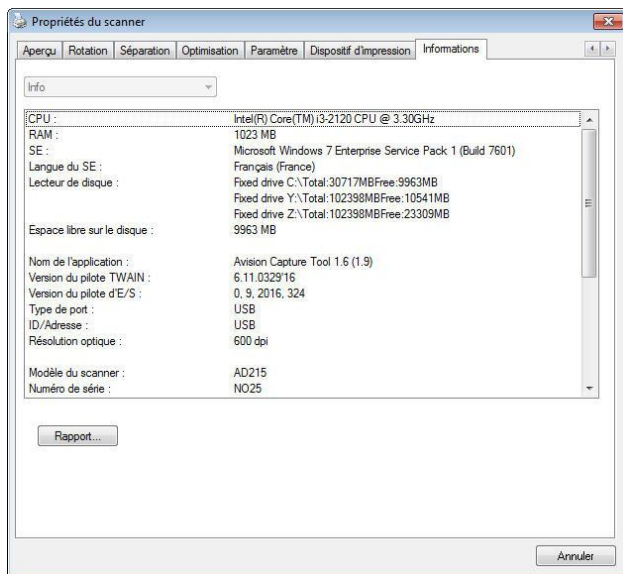 Propriétés du scanner
Aperçu Rotation Séparation Optimisation Paramètre Dispositif d'impression Informations
Info
CPU : Intel(R) Core(TM) i3-2120 CPU @ 3.30GHz
RAM : 1023 MB
SE : Microsoft Windows 7 Enterprise Service Pack 1 (Build 7601)
Langue du SE : Français (France)
Lecteur de disque : Fixed drive C:\Total:30717MBFree:9963MB
Fixed drive Y:\Total:102398MBFree:10541MB
Fixed drive Z:\Total:102398MBFree:23309MB
Espace libre sur le disque : 9963 MB
Nom de l'application : Avision Capture Tool 1.6 (1.9)
Version du pilote TWAIN : 6.11.0329'16
Version du pilote d'E/S : 0, 9, 2016, 324
Type de port : USB
ID/Adresse : USB
Résolution optique : 600 dpi
Modèle du scanner : AD215
Numéro de série : NO25
Rapport...
Annuler